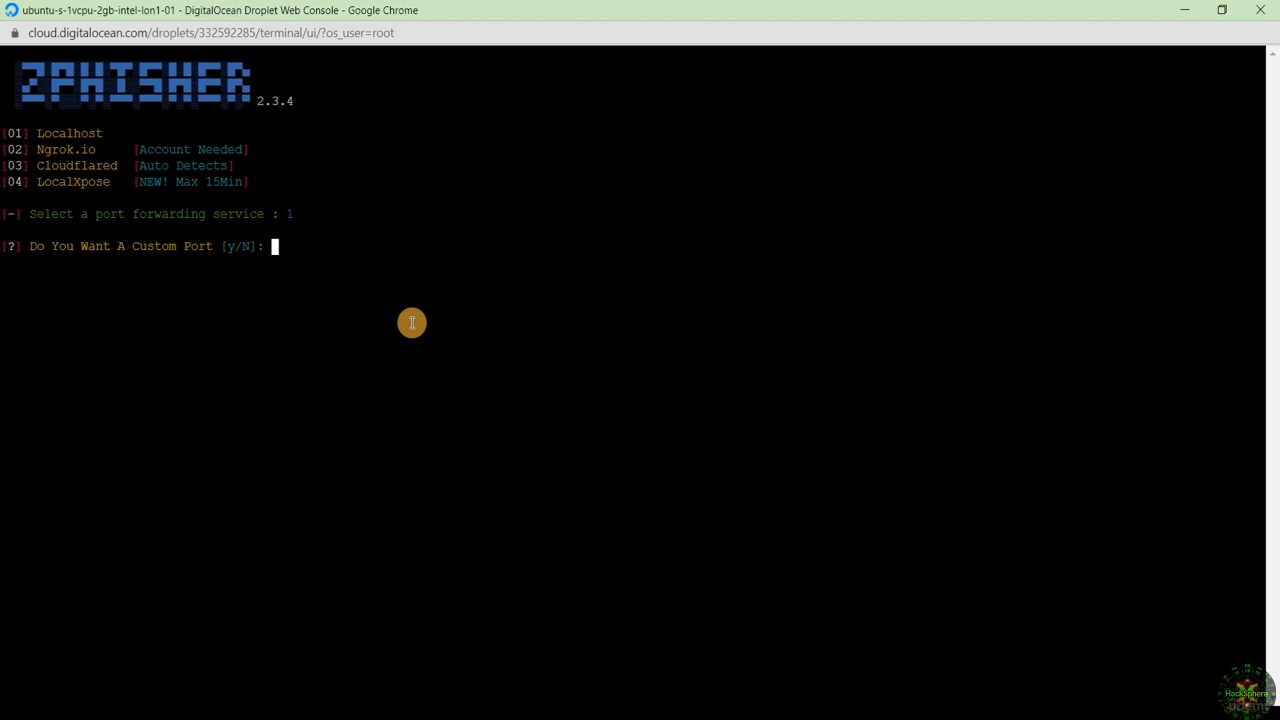 ubuntu-s-1vcpu-2gb-intel-lon1-01 - DigitalOcean Droplet Web Console - Google Chrome
cloud.digitalocean.com/droplets/332592285/terminal/ui/?os_user=root
ZPHISHER 2.3.4
[01] Localhost
[02] Ngrok.io [Account Needed]
[03] Cloudflared [Auto Detects]
[04] LocalXpose [NEW! Max 15Min]
[-] Select a port forwarding service : 1
[?] Do You Want A Custom Port [y/N]:
HackSphere
udemy